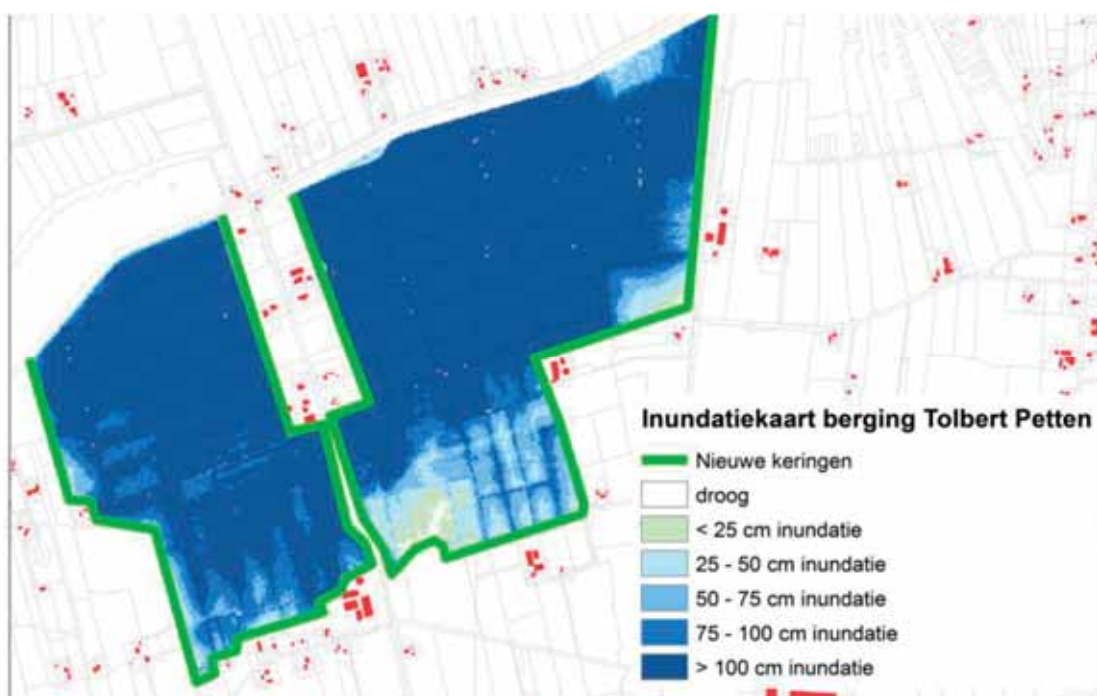 Inundatiekaart berging Tolbert Petten
Nieuwe keringen
droog
< 25 cm inundatie
25 - 50 cm inundatie
50 - 75 cm inundatie
75 - 100 cm inundatie
> 100 cm inundatie